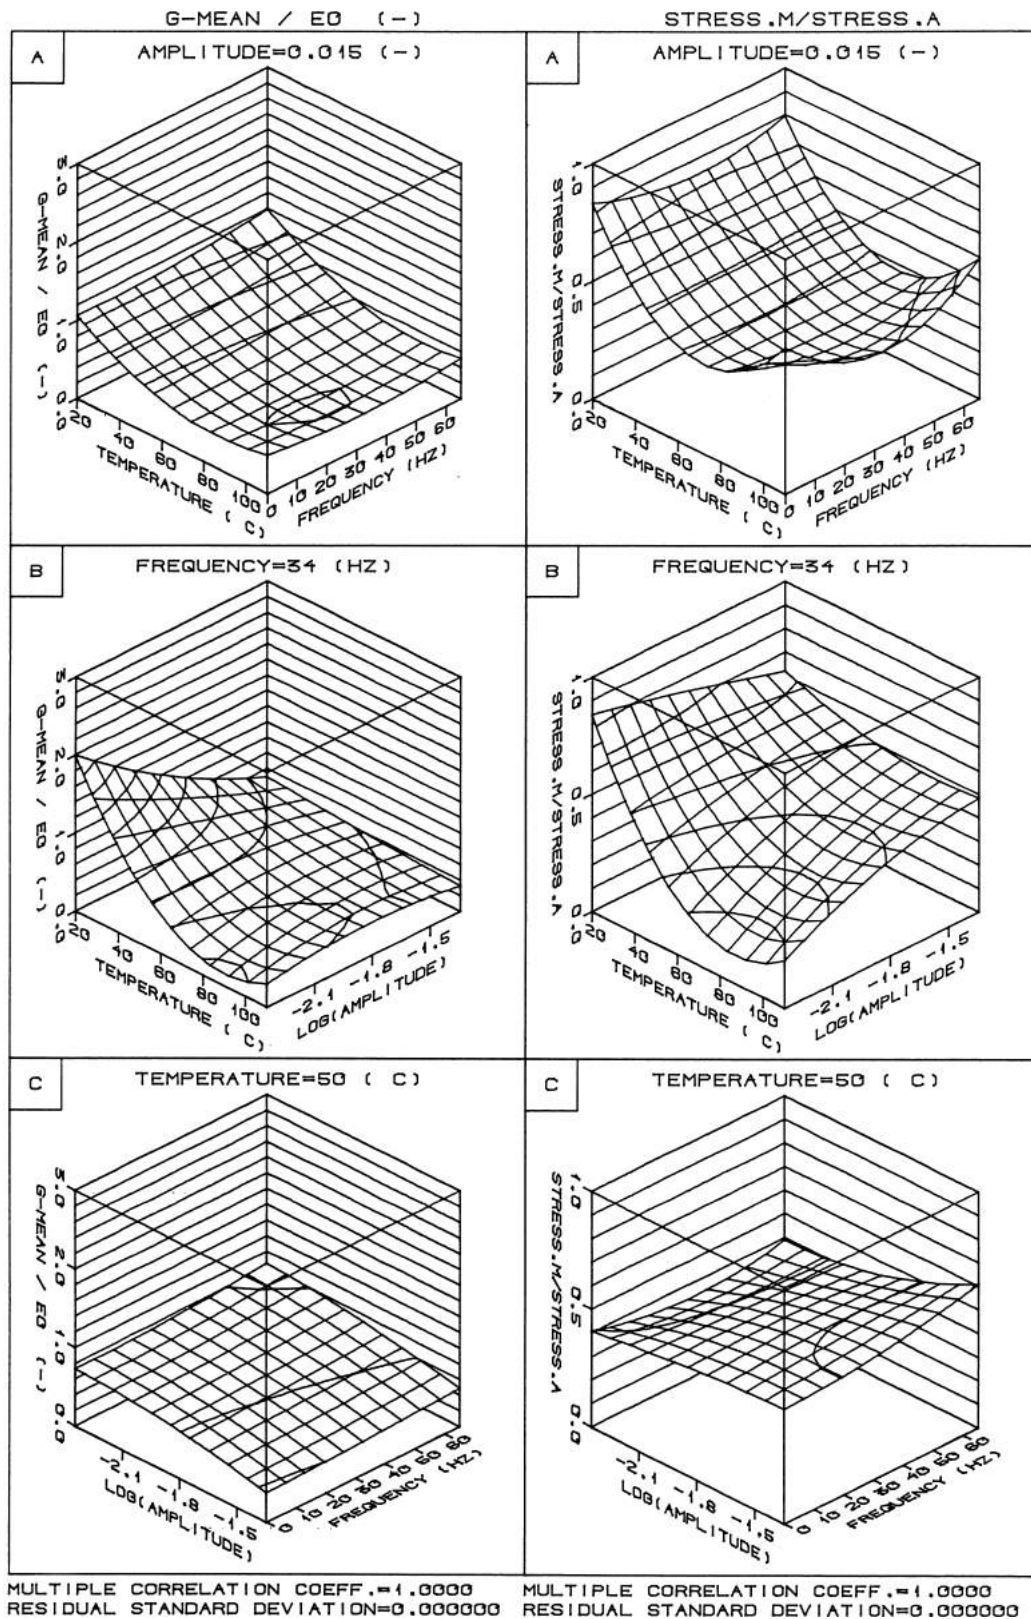 G-MEAN / E0 (-)
A
AMPLITUDE=0.015 (-)
G-MEAN / E0 (-)
3.0
2.0
1.0
0.0
20 40 60 80 100
TEMPERATURE ( C)
0 10 20 30 40 50 60
FREQUENCY (HZ)
B
FREQUENCY=34 (HZ)
G-MEAN / E0 (-)
3.0
2.0
1.0
0.0
20 40 60 80 100
TEMPERATURE ( C)
-2.1 -1.8 -1.5
LOG(AMPLITUDE)
C
TEMPERATURE=50 ( C)
G-MEAN / E0 (-)
3.0
2.0
1.0
0.0
-2.1 -1.8 -1.5
LOG(AMPLITUDE)
0 10 20 30 40 50 60
FREQUENCY (HZ)
MULTIPLE CORRELATION COEFF.=1.0000
RESIDUAL STANDARD DEVIATION=0.000000
STRESS.M/STRESS.A
A
AMPLITUDE=0.015 (-)
STRESS.M/STRESS.A
1.0
0.5
0.0
20 40 60 80 100
TEMPERATURE ( C)
0 10 20 30 40 50 60
FREQUENCY (HZ)
B
FREQUENCY=34 (HZ)
STRESS.M/STRESS.A
1.0
0.5
0.0
20 40 60 80 100
TEMPERATURE ( C)
-2.1 -1.8 -1.5
LOG(AMPLITUDE)
C
TEMPERATURE=50 ( C)
STRESS.M/STRESS.A
1.0
0.5
0.0
-2.1 -1.8 -1.5
LOG(AMPLITUDE)
0 10 20 30 40 50 60
FREQUENCY (HZ)
MULTIPLE CORRELATION COEFF.=1.0000
RESIDUAL STANDARD DEVIATION=0.000000